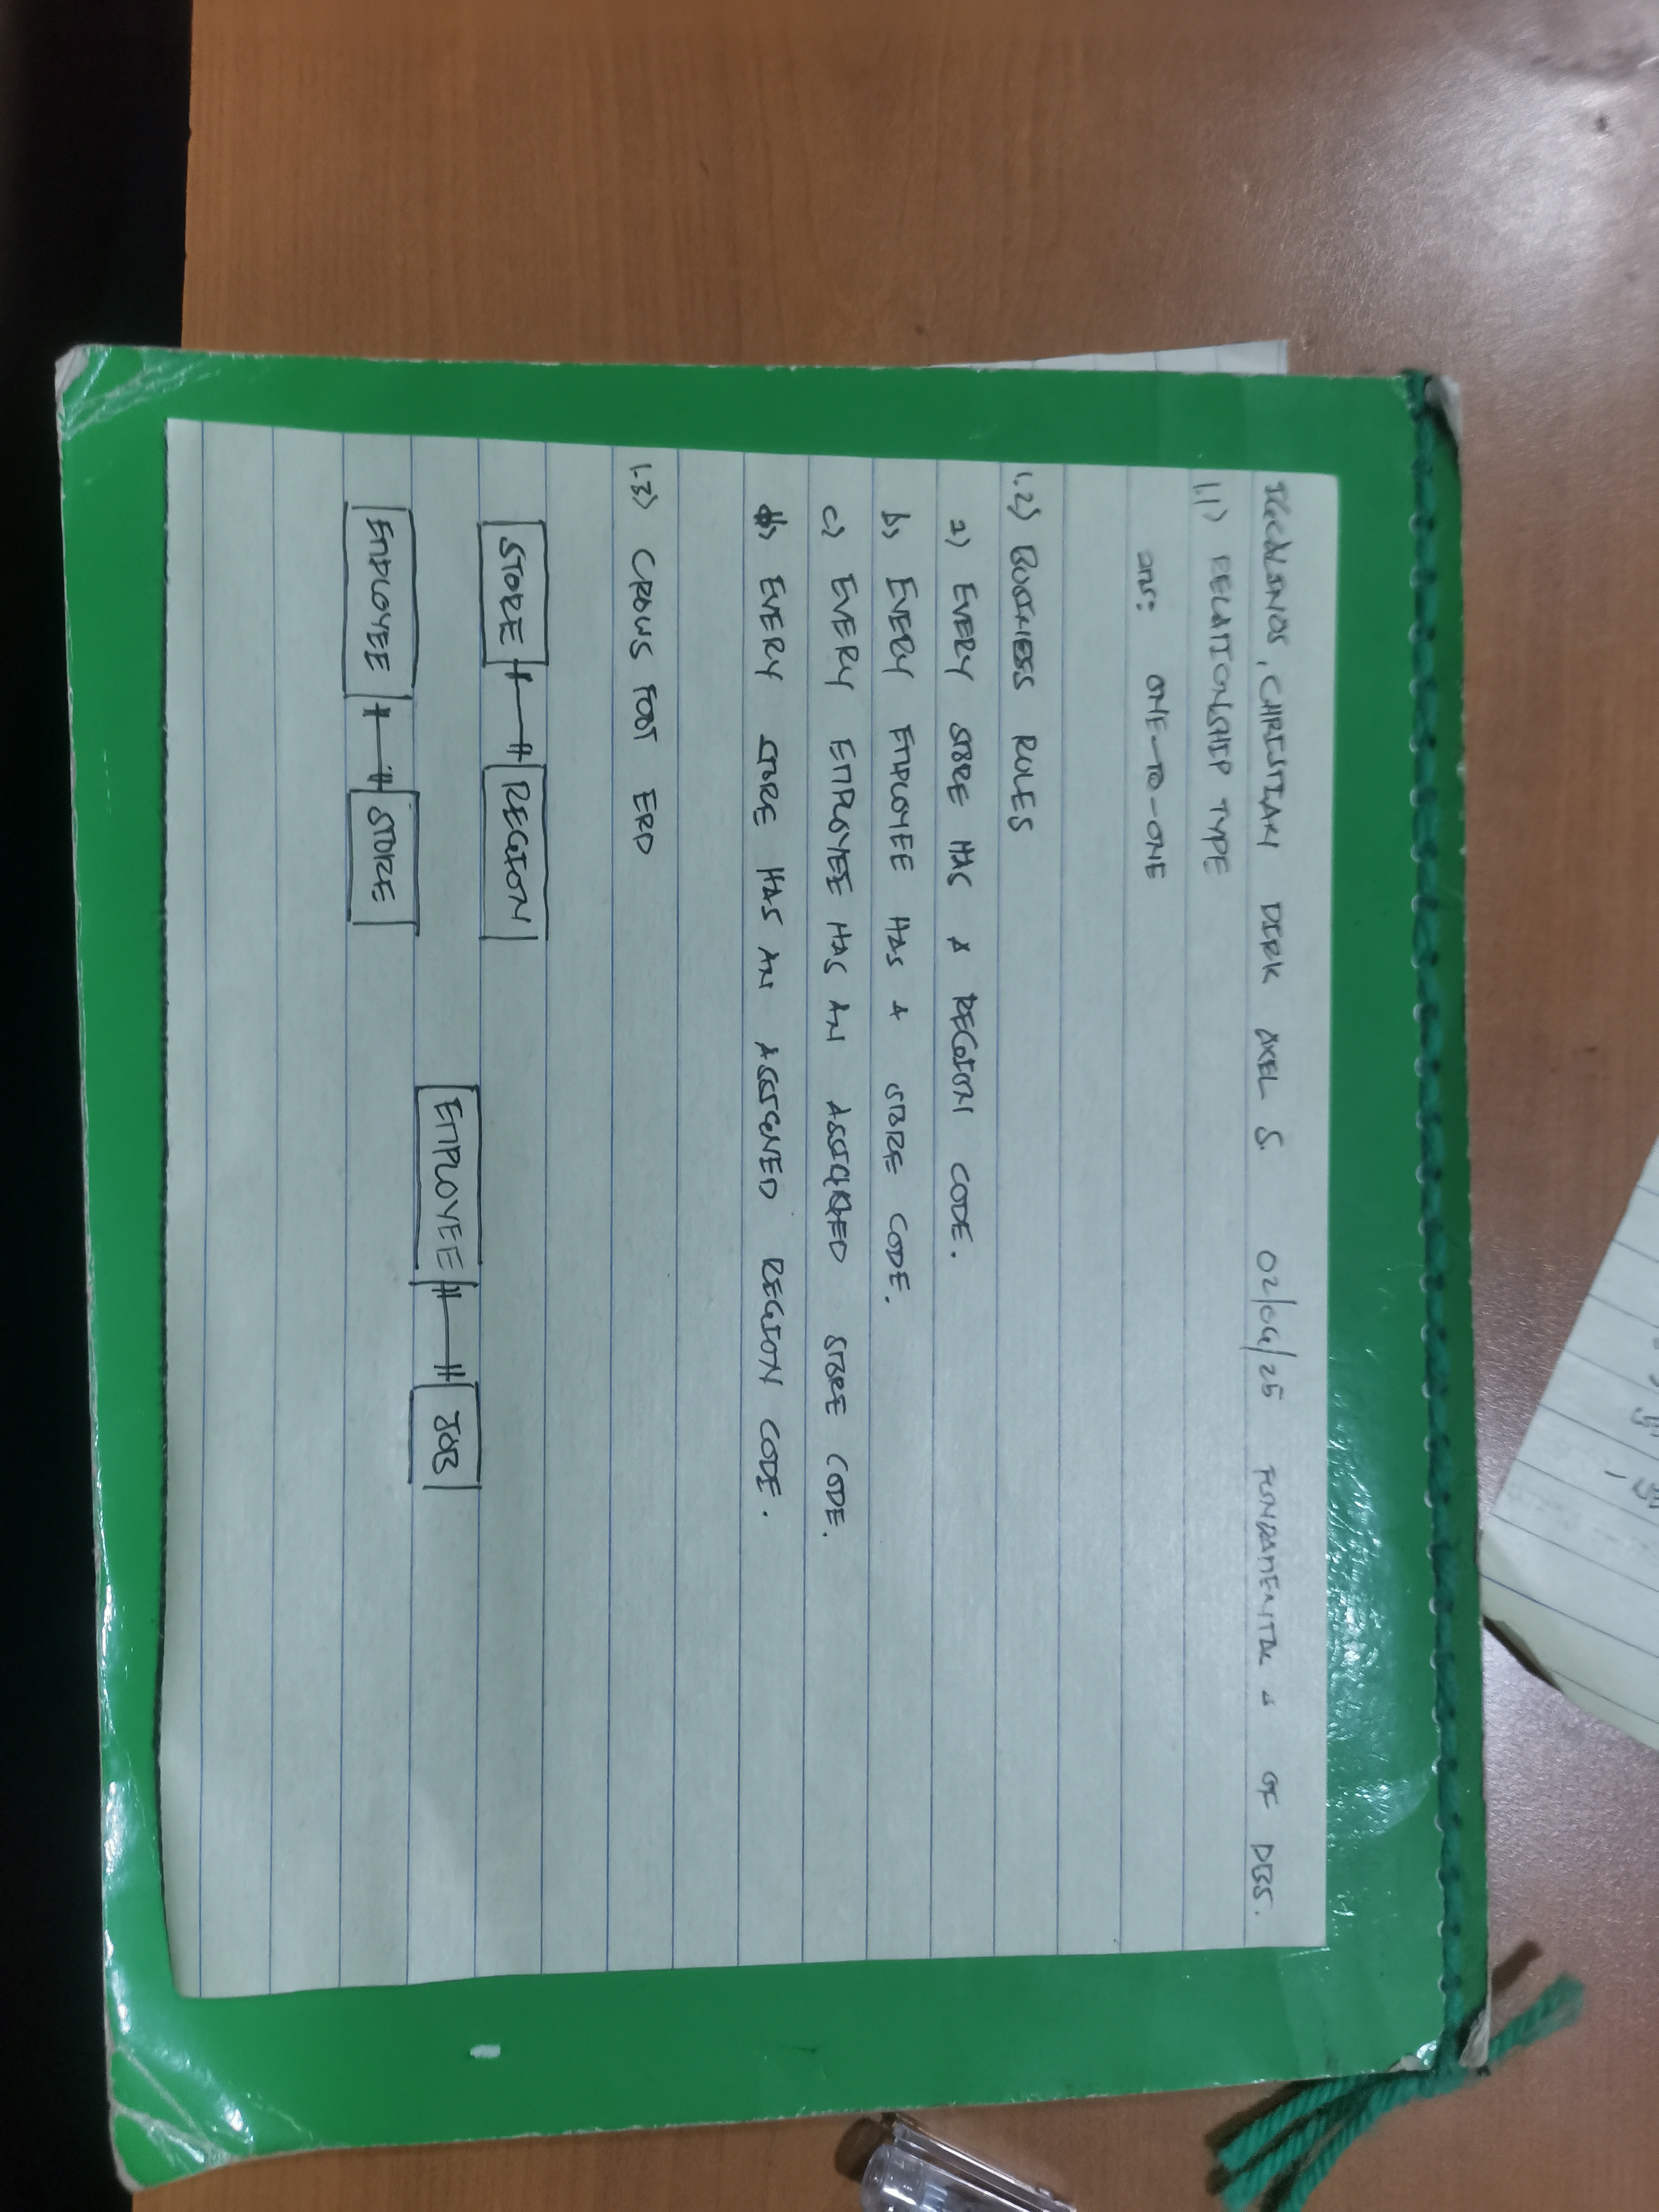 CHRISTIAN DIRK AXEL S. 02/04/25 FUNDAMENTAL OF DBS.
1.1) RELATIONSHIP TYPE
ans: ONE-TO-ONE
1.2) BUSINESS RULES
a) EVERY STORE HAS A REGION CODE.
b) EVERY EMPLOYEE HAS A STORE CODE.
c) EVERY EMPLOYEE HAS AN ASSIGNED STORE CODE.
EVERY STORE HAS AN ASSIGNED REGION CODE.
1.3) CROWS FOOT ERD
STORE REGION
EMPLOYEE JOB
EMPLOYEE STORE